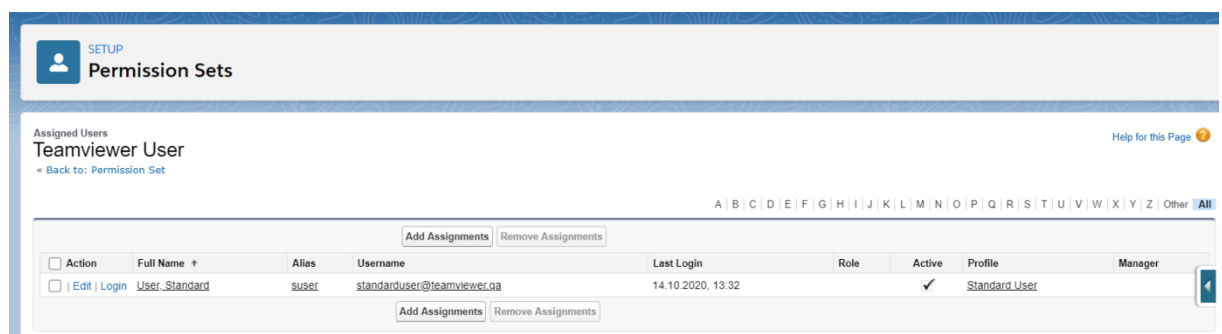 SETUP
Permission Sets
Assigned Users
Teamviewer User
« Back to: Permission Set
Help for this Page ?
A | B | C | D | E | F | G | H | I | J | K | L | M | N | O | P | Q | R | S | T | U | V | W | X | Y | Z | Other | All
Add Assignments Remove Assignments
Action Full Name ↑ Alias Username Last Login Role Active Profile Manager
| Edit | Login User, Standard suser standarduser@teamviewer.qa 14.10.2020, 13:32 ✓ Standard User
Add Assignments Remove Assignments